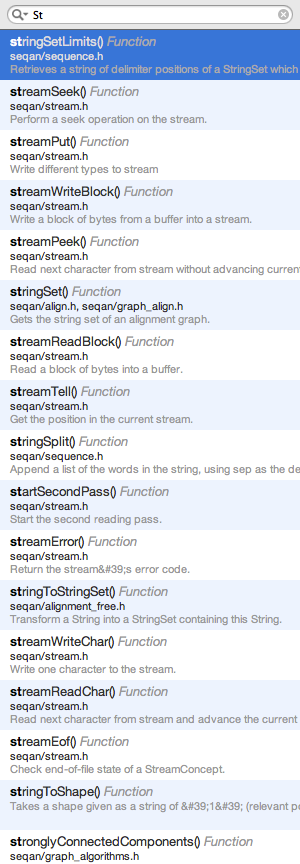 St
stringSetLimits() Function
seqan/sequence.h
Retrieves a string of delimiter positions of a StringSet which
streamSeek() Function
seqan/stream.h
Perform a seek operation on the stream.
streamPut() Function
seqan/stream.h
Write different types to stream
streamWriteBlock() Function
seqan/stream.h
Write a block of bytes from a buffer into a stream.
streamPeek() Function
seqan/stream.h
Read next character from stream without advancing current
stringSet() Function
seqan/align.h, seqan/graph_align.h
Gets the string set of an alignment graph.
streamReadBlock() Function
seqan/stream.h
Read a block of bytes into a buffer.
streamTell() Function
seqan/stream.h
Get the position in the current stream.
stringSplit() Function
seqan/sequence.h
Append a list of the words in the string, using sep as the de
startSecondPass() Function
seqan/stream.h
Start the second reading pass.
streamError() Function
seqan/stream.h
Return the stream&#39;s error code.
stringToStringSet() Function
seqan/alignment_free.h
Transform a String into a StringSet containing this String.
streamWriteChar() Function
seqan/stream.h
Write one character to the stream.
streamReadChar() Function
seqan/stream.h
Read next character from stream and advance the current
streamEof() Function
seqan/stream.h
Check end-of-file state of a StreamConcept.
stringToShape() Function
Takes a shape given as a string of &#39;1&#39; (relevant po
stronglyConnectedComponents() Function
seqan/graph_algorithms.h